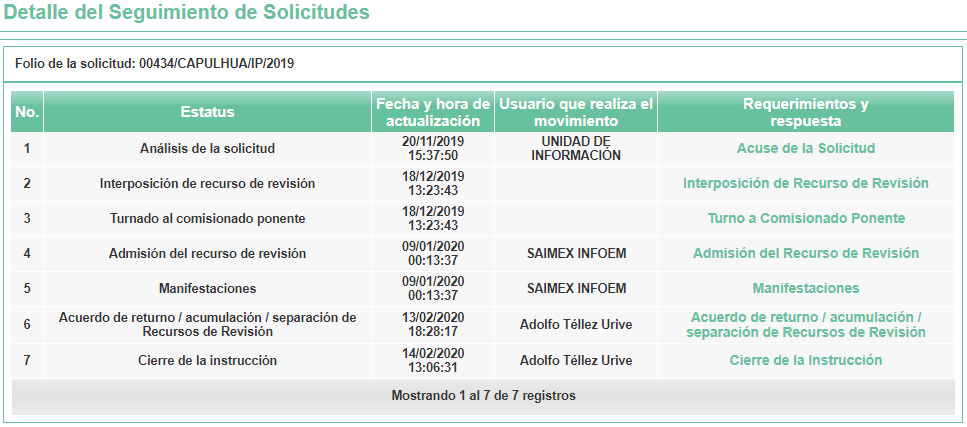 Detalle del Seguimiento de Solicitudes
Folio de la solicitud: 00434/CAPULHUA/IP/2019
No. Estatus Fecha y hora de actualización Usuario que realiza el movimiento Requerimientos y respuesta
1 Análisis de la solicitud 20/11/2019 15:37:50 UNIDAD DE INFORMACIÓN Acuse de la Solicitud
2 Interposición de recurso de revisión 18/12/2019 13:23:43 Interposición de Recurso de Revisión
3 Turnado al comisionado ponente 18/12/2019 13:23:43 Turno a Comisionado Ponente
4 Admisión del recurso de revisión 09/01/2020 00:13:37 SAIMEX INFOEM Admisión del Recurso de Revisión
5 Manifestaciones 09/01/2020 00:13:37 SAIMEX INFOEM Manifestaciones
6 Acuerdo de returno / acumulación / separación de Recursos de Revisión 13/02/2020 18:28:17 Adolfo Téllez Urive Acuerdo de returno / acumulación / separación de Recursos de Revisión
7 Cierre de la instrucción 14/02/2020 13:06:31 Adolfo Téllez Urive Cierre de la Instrucción
Mostrando 1 al 7 de 7 registros